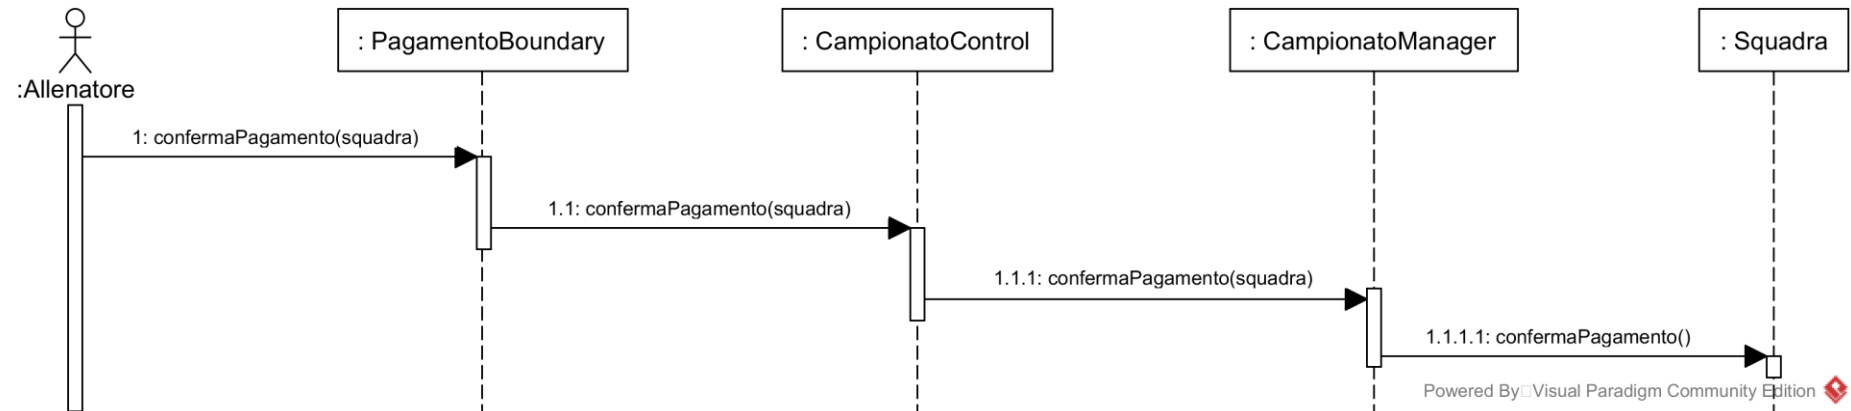 : PagamentoBoundary
: CampionatoControl
: CampionatoManager
: Squadra
:Allenatore
1: confermaPagamento(squadra)
1.1: confermaPagamento(squadra)
1.1.1: confermaPagamento(squadra)
1.1.1.1: confermaPagamento()
Powered By Visual Paradigm Community Edition